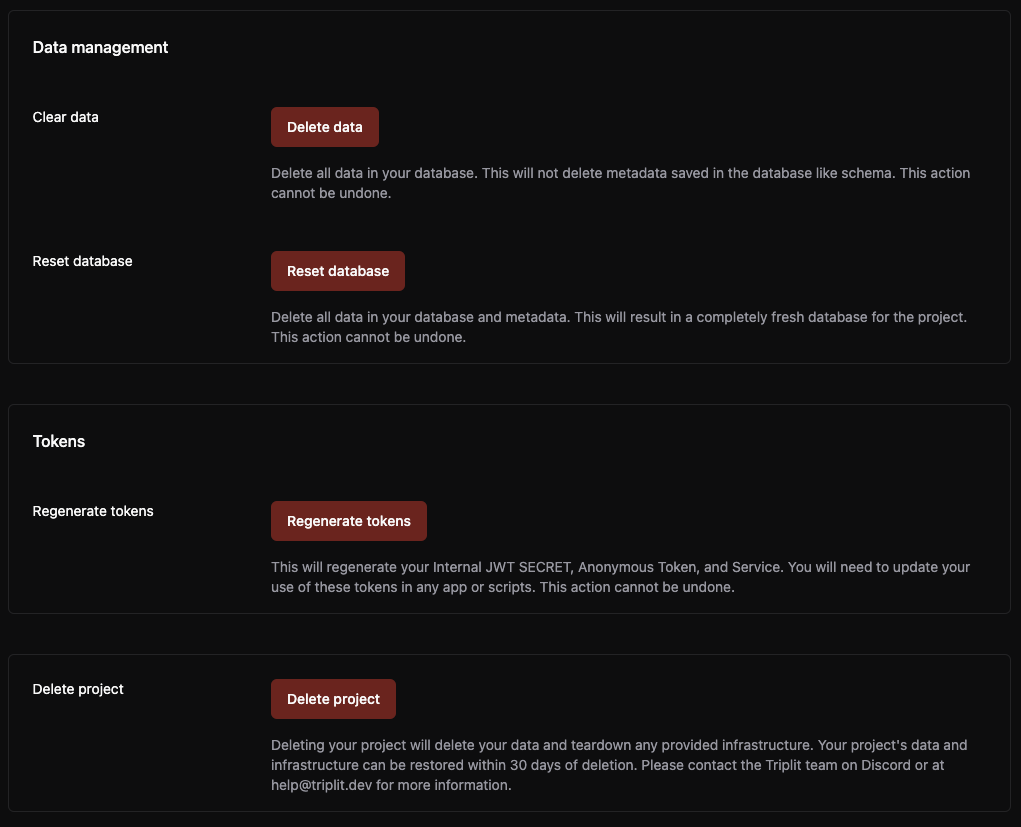 Data management
Clear data
Delete data
Delete all data in your database. This will not delete metadata saved in the database like schema. This action
cannot be undone.
Reset database
Reset database
Delete all data in your database and metadata. This will result in a completely fresh database for the project.
This action cannot be undone.
Tokens
Regenerate tokens
Regenerate tokens
This will regenerate your Internal JWT SECRET, Anonymous Token, and Service. You will need to update your
use of these tokens in any app or scripts. This action cannot be undone.
Delete project
Delete project
Deleting your project will delete your data and teardown any provided infrastructure. Your project's data and
infrastructure can be restored within 30 days of deletion. Please contact the Triplit team on Discord or at
help@triplit.dev for more information.